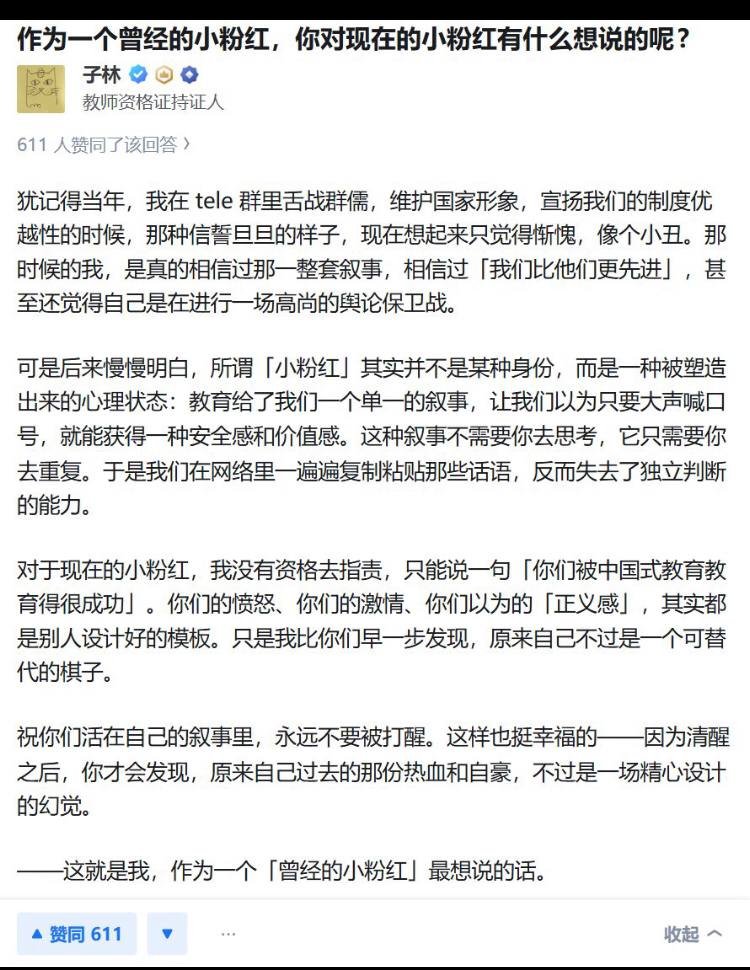 作为一个曾经的小粉红，你对现在的小粉红有什么想说的呢？
子林
教师资格证持证人
611 人赞同了该回答 ›
犹记得当年，我在 tele 群里舌战群儒，维护国家形象，宣扬我们的制度优
越性的时候，那种信誓旦旦的样子，现在想起来只觉得惭愧，像个小丑。那
时候的我，是真的相信过那一整套叙事，相信过「我们比他们更先进」，甚
至还觉得自己是在进行一场高尚的舆论保卫战。
可是后来慢慢明白，所谓「小粉红」其实并不是某种身份，而是一种被塑造
出来的心理状态：教育给了我们一个单一的叙事，让我们以为只要大声喊口
号，就能获得一种安全感和价值感。这种叙事不需要你去思考，它只需要你
去重复。于是我们在网络里一遍遍复制粘贴那些话语，反而失去了独立判断
的能力。
对于现在的小粉红，我没有资格去指责，只能说一句「你们被中国式教育教
育得很成功」。你们的愤怒、你们的激情、你们以为的「正义感」，其实都
是别人设计好的模板。只是我比你们早一步发现，原来自己不过是一个可替
代的棋子。
祝你们活在自己的叙事里，永远不要被打醒。这样也挺幸福的——因为清醒
之后，你才会发现，原来自己过去的那份热血和自豪，不过是一场精心设计
的幻觉。
——这就是我，作为一个「曾经的小粉红」最想说的话。
▲ 赞同 611 ▼ ··· 收起